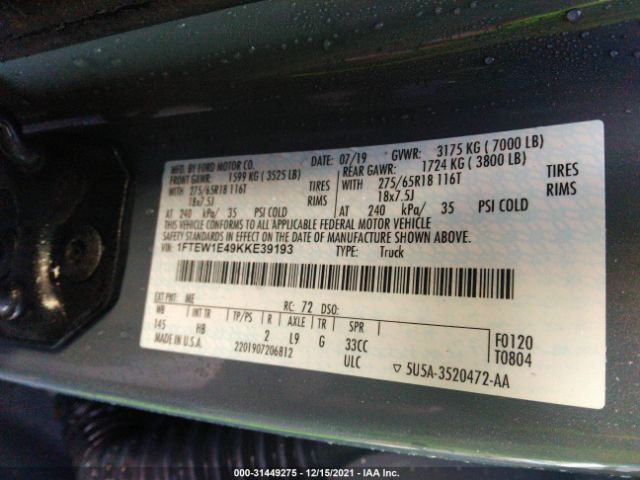 MFD. BY FORD MOTOR CO. DATE: 07/19 GVWR: 3175 KG ( 7000 LB)
FRONT GAWR: 1599 KG ( 3525 LB) REAR GAWR: 1724 KG ( 3800 LB)
WITH 275/65R18 116T TIRES WITH 275/65R18 116T TIRES
18x7.5J RIMS 18x7.5J RIMS
AT 240 kPa/ 35 PSI COLD AT 240 kPa/ 35 PSI COLD
THIS VEHICLE CONFORMS TO ALL APPLICABLE FEDERAL MOTOR VEHICLE
SAFETY STANDARDS IN EFFECT ON THE DATE OF MANUFACTURE SHOWN ABOVE.
VIN: 1FTEW1E49KKE39193 TYPE: Truck
EXT PNT: ME RC: 72 DSO:
WB INT TR TP/PS R AXLE TR SPR
145 HB 2 L9 G 33CC F0120
MADE IN U.S.A. 2201907206812 ULC T0804
▽ 5U5A-3520472-AA
000-31449275 - 12/15/2021 - IAA Inc.